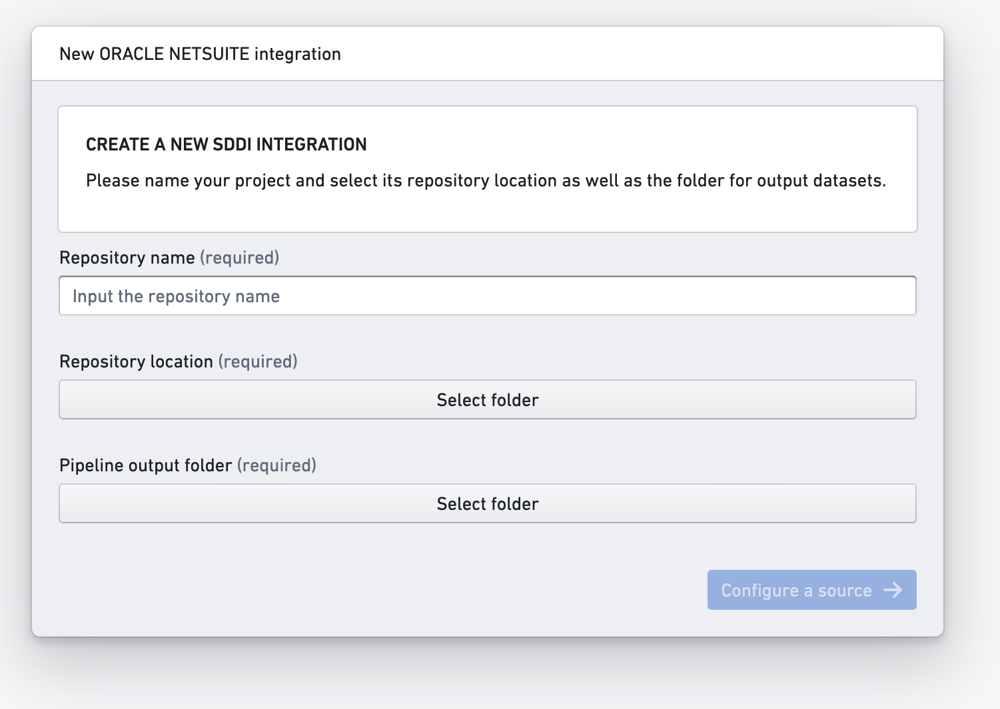 New ORACLE NETSUITE integration
CREATE A NEW SDDI INTEGRATION
Please name your project and select its repository location as well as the folder for output datasets.
Repository name (required)
Input the repository name
Repository location (required)
Select folder
Pipeline output folder (required)
Select folder
Configure a source